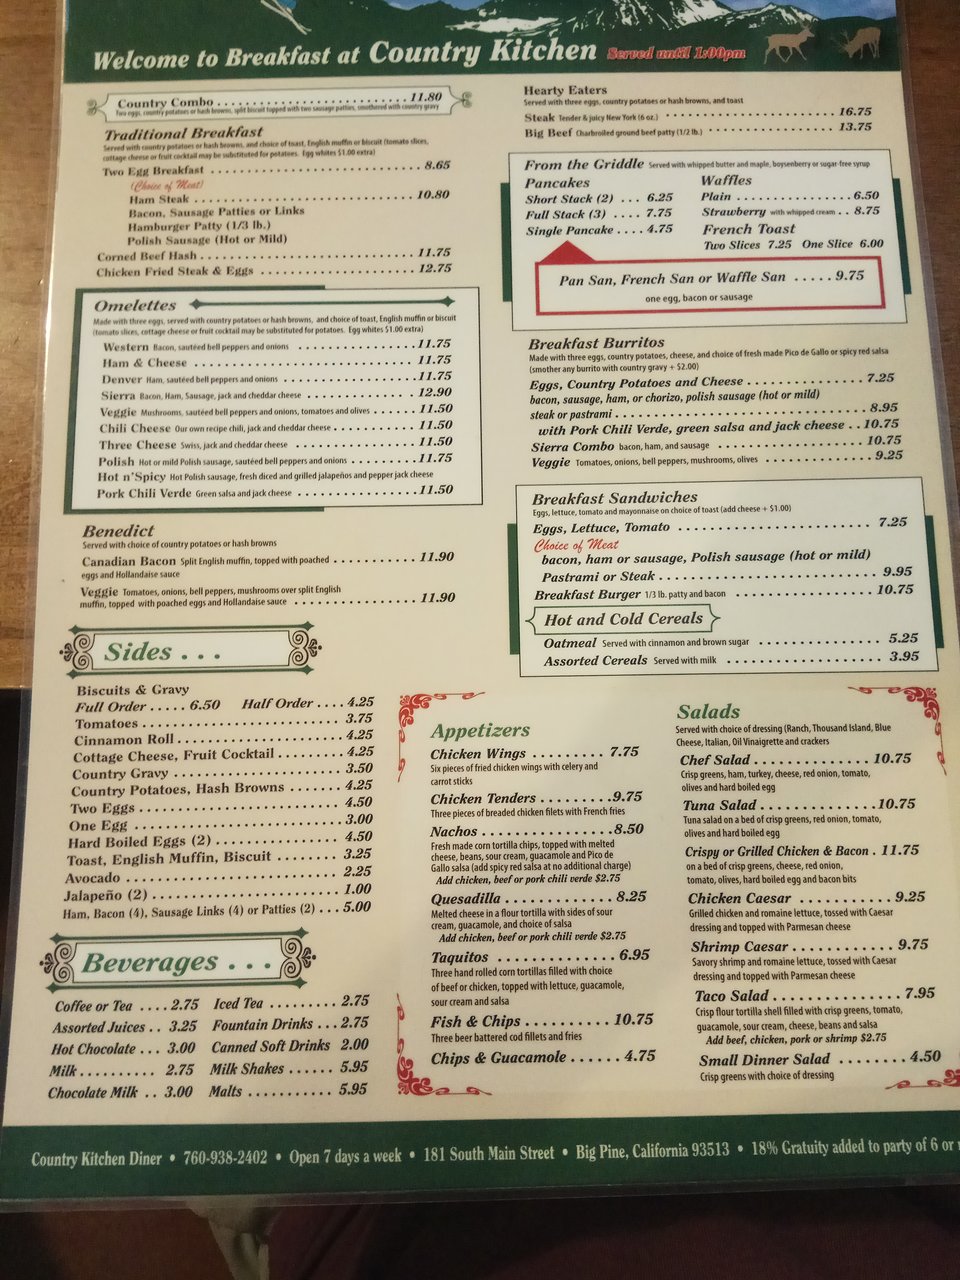 Welcome to Breakfast at Country Kitchen Served until 1:00pm
Country Combo . . . . . . . . . . . . . . . . . . . . . . . . . . . 11.80
Two eggs, country potatoes or hash browns, split biscuit topped with two sausage patties, smothered with country gravy
Traditional Breakfast
Served with country potatoes or hash browns, and choice of toast, English muffin or biscuit (tomato slices,
cottage cheese or fruit cocktail may be substituted for potatoes. Egg whites $1.00 extra)
Two Egg Breakfast . . . . . . . . . . . . . . . . . . . . . . . . . . 8.65
(Choice of Meat)
Ham Steak . . . . . . . . . . . . . . . . . . . . . . . . . . 10.80
Bacon, Sausage Patties or Links
Hamburger Patty (1/3 lb.)
Polish Sausage (Hot or Mild)
Corned Beef Hash . . . . . . . . . . . . . . . . . . . . . . . . . . 11.75
Chicken Fried Steak & Eggs . . . . . . . . . . . . . . . . . . . 12.75
Omelettes
Made with three eggs, served with country potatoes or hash browns, and choice of toast, English muffin or biscuit
(tomato slices, cottage cheese or fruit cocktail may be substituted for potatoes. Egg whites $1.00 extra)
Western Bacon, sautéed bell peppers and onions . . . . . . . . . . . . . . . . . 11.75
Ham & Cheese . . . . . . . . . . . . . . . . . . . . . . . . . . 11.75
Denver Ham, sautéed bell peppers and onions . . . . . . . . . . . . . . . . . . 11.75
Sierra Bacon, Ham, Sausage, jack and cheddar cheese . . . . . . . . . . . . . . 12.90
Veggie Mushrooms, sautéed bell peppers and onions, tomatoes and olives . . . . . . 11.50
Chili Cheese Our own recipe chili, jack and cheddar cheese . . . . . . . . . . 11.50
Three Cheese Swiss, jack and cheddar cheese . . . . . . . . . . . . . . . . 11.50
Polish Hot or mild Polish sausage, sautéed bell peppers and onions . . . . . . . . 11.75
Hot n'Spicy Hot Polish sausage, fresh diced and grilled jalapeños and pepper jack cheese
Pork Chili Verde Green salsa and jack cheese . . . . . . . . . . . . . . . . 11.50
Benedict
Served with choice of country potatoes or hash browns
Canadian Bacon Split English muffin, topped with poached . . . . . . . . . . 11.90
eggs and Hollandaise sauce
Veggie Tomatoes, onions, bell peppers, mushrooms over split English
muffin, topped with poached eggs and Hollandaise sauce . . . . . . . . . . . . . . 11.90
Sides . . .
Biscuits & Gravy
Full Order . . . . . 6.50 Half Order . . . . 4.25
Tomatoes . . . . . . . . . . . . . . . . . . . . . . . . . 3.75
Cinnamon Roll . . . . . . . . . . . . . . . . . . . . 4.25
Cottage Cheese, Fruit Cocktail . . . . . . . . 4.25
Country Gravy . . . . . . . . . . . . . . . . . . . . 3.50
Country Potatoes, Hash Browns . . . . . . . 4.25
Two Eggs . . . . . . . . . . . . . . . . . . . . . . . . 4.50
One Egg . . . . . . . . . . . . . . . . . . . . . . . . . 3.00
Hard Boiled Eggs (2) . . . . . . . . . . . . . . . . 4.50
Toast, English Muffin, Biscuit . . . . . . . . 3.25
Avocado . . . . . . . . . . . . . . . . . . . . . . . . . 2.25
Jalapeño (2) . . . . . . . . . . . . . . . . . . . . . . 1.00
Ham, Bacon (4), Sausage Links (4) or Patties (2) . . . 5.00
Beverages . . .
Coffee or Tea . . . . 2.75 Iced Tea . . . . . . . . . 2.75
Assorted Juices . . 3.25 Fountain Drinks . . . 2.75
Hot Chocolate . . . 3.00 Canned Soft Drinks 2.00
Milk . . . . . . . . . . 2.75 Milk Shakes . . . . . . 5.95
Chocolate Milk . . 3.00 Malts . . . . . . . . . . . 5.95
Hearty Eaters
Served with three eggs, country potatoes or hash browns, and toast
Steak Tender & juicy New York (6 oz.) . . . . . . . . . . . . . . . . . . . . . 16.75
Big Beef Charbroiled ground beef patty (1/2 lb.) . . . . . . . . . . . . . . . . 13.75
From the Griddle Served with whipped butter and maple, boysenberry or sugar-free syrup
Pancakes
Short Stack (2) . . . 6.25
Full Stack (3) . . . . 7.75
Single Pancake . . . . 4.75
Waffles
Plain . . . . . . . . . . . . . . . 6.50
Strawberry with whipped cream . . 8.75
French Toast
Two Slices 7.25 One Slice 6.00
Pan San, French San or Waffle San . . . . . 9.75
one egg, bacon or sausage
Breakfast Burritos
Made with three eggs, country potatoes, cheese, and choice of fresh made Pico de Gallo or spicy red salsa
(smother any burrito with country gravy + $2.00)
Eggs, Country Potatoes and Cheese . . . . . . . . . . . . . 7.25
bacon, sausage, ham, or chorizo, polish sausage (hot or mild)
steak or pastrami . . . . . . . . . . . . . . . . . . . . . . . . . . . . 8.95
with Pork Chili Verde, green salsa and jack cheese . . 10.75
Sierra Combo bacon, ham, and sausage . . . . . . . . . . . . . . . . . . 10.75
Veggie Tomatoes, onions, bell peppers, mushrooms, olives . . . . . . . . . . . . . 9.25
Breakfast Sandwiches
Eggs, lettuce, tomato and mayonnaise on choice of toast (add cheese + $1.00)
Eggs, Lettuce, Tomato . . . . . . . . . . . . . . . . . . . . . . . 7.25
Choice of Meat
bacon, ham or sausage, Polish sausage (hot or mild)
Pastrami or Steak . . . . . . . . . . . . . . . . . . . . . . . . . . 9.95
Breakfast Burger 1/3 lb. patty and bacon . . . . . . . . . . . . . . . . . 10.75
Hot and Cold Cereals
Oatmeal Served with cinnamon and brown sugar . . . . . . . . . . . . . . 5.25
Assorted Cereals Served with milk . . . . . . . . . . . . . . . . . . 3.95
Appetizers
Chicken Wings . . . . . . . . . 7.75
Six pieces of fried chicken wings with celery and
carrot sticks
Chicken Tenders . . . . . . . . . 9.75
Three pieces of breaded chicken filets with French fries
Nachos . . . . . . . . . . . . . . . . 8.50
Fresh made corn tortilla chips, topped with melted
cheese, beans, sour cream, guacamole and Pico de
Gallo salsa (add spicy red salsa at no additional charge)
Add chicken, beef or pork chili verde $2.75
Quesadilla . . . . . . . . . . . . . 8.25
Melted cheese in a flour tortilla with sides of sour
cream, guacamole, and choice of salsa
Add chicken, beef or pork chili verde $2.75
Taquitos . . . . . . . . . . . . . . 6.95
Three hand rolled corn tortillas filled with choice
of beef or chicken, topped with lettuce, guacamole,
sour cream and salsa
Fish & Chips . . . . . . . . . . 10.75
Three beer battered cod fillets and fries
Chips & Guacamole . . . . . . 4.75
Salads
Served with choice of dressing (Ranch, Thousand Island, Blue
Cheese, Italian, Oil Vinaigrette and crackers
Chef Salad . . . . . . . . . . . . . . 10.75
Crisp greens, ham, turkey, cheese, red onion, tomato,
olives and hard boiled egg
Tuna Salad . . . . . . . . . . . . . . 10.75
Tuna salad on a bed of crisp greens, red onion, tomato,
olives and hard boiled egg
Crispy or Grilled Chicken & Bacon . 11.75
on a bed of crisp greens, cheese, red onion,
tomato, olives, hard boiled egg and bacon bits
Chicken Caesar . . . . . . . . . . . 9.25
Grilled chicken and romaine lettuce, tossed with Caesar
dressing and topped with Parmesan cheese
Shrimp Caesar . . . . . . . . . . . . 9.75
Savory shrimp and romaine lettuce, tossed with Caesar
dressing and topped with Parmesan cheese
Taco Salad . . . . . . . . . . . . . . . 7.95
Crisp flour tortilla shell filled with crisp greens, tomato,
guacamole, sour cream, cheese, beans and salsa
Add beef, chicken, pork or shrimp $2.75
Small Dinner Salad . . . . . . . . 4.50
Crisp greens with choice of dressing
Country Kitchen Diner • 760-938-2402 • Open 7 days a week • 181 South Main Street • Big Pine, California 93513 • 18% Gratuity added to party of 6 or